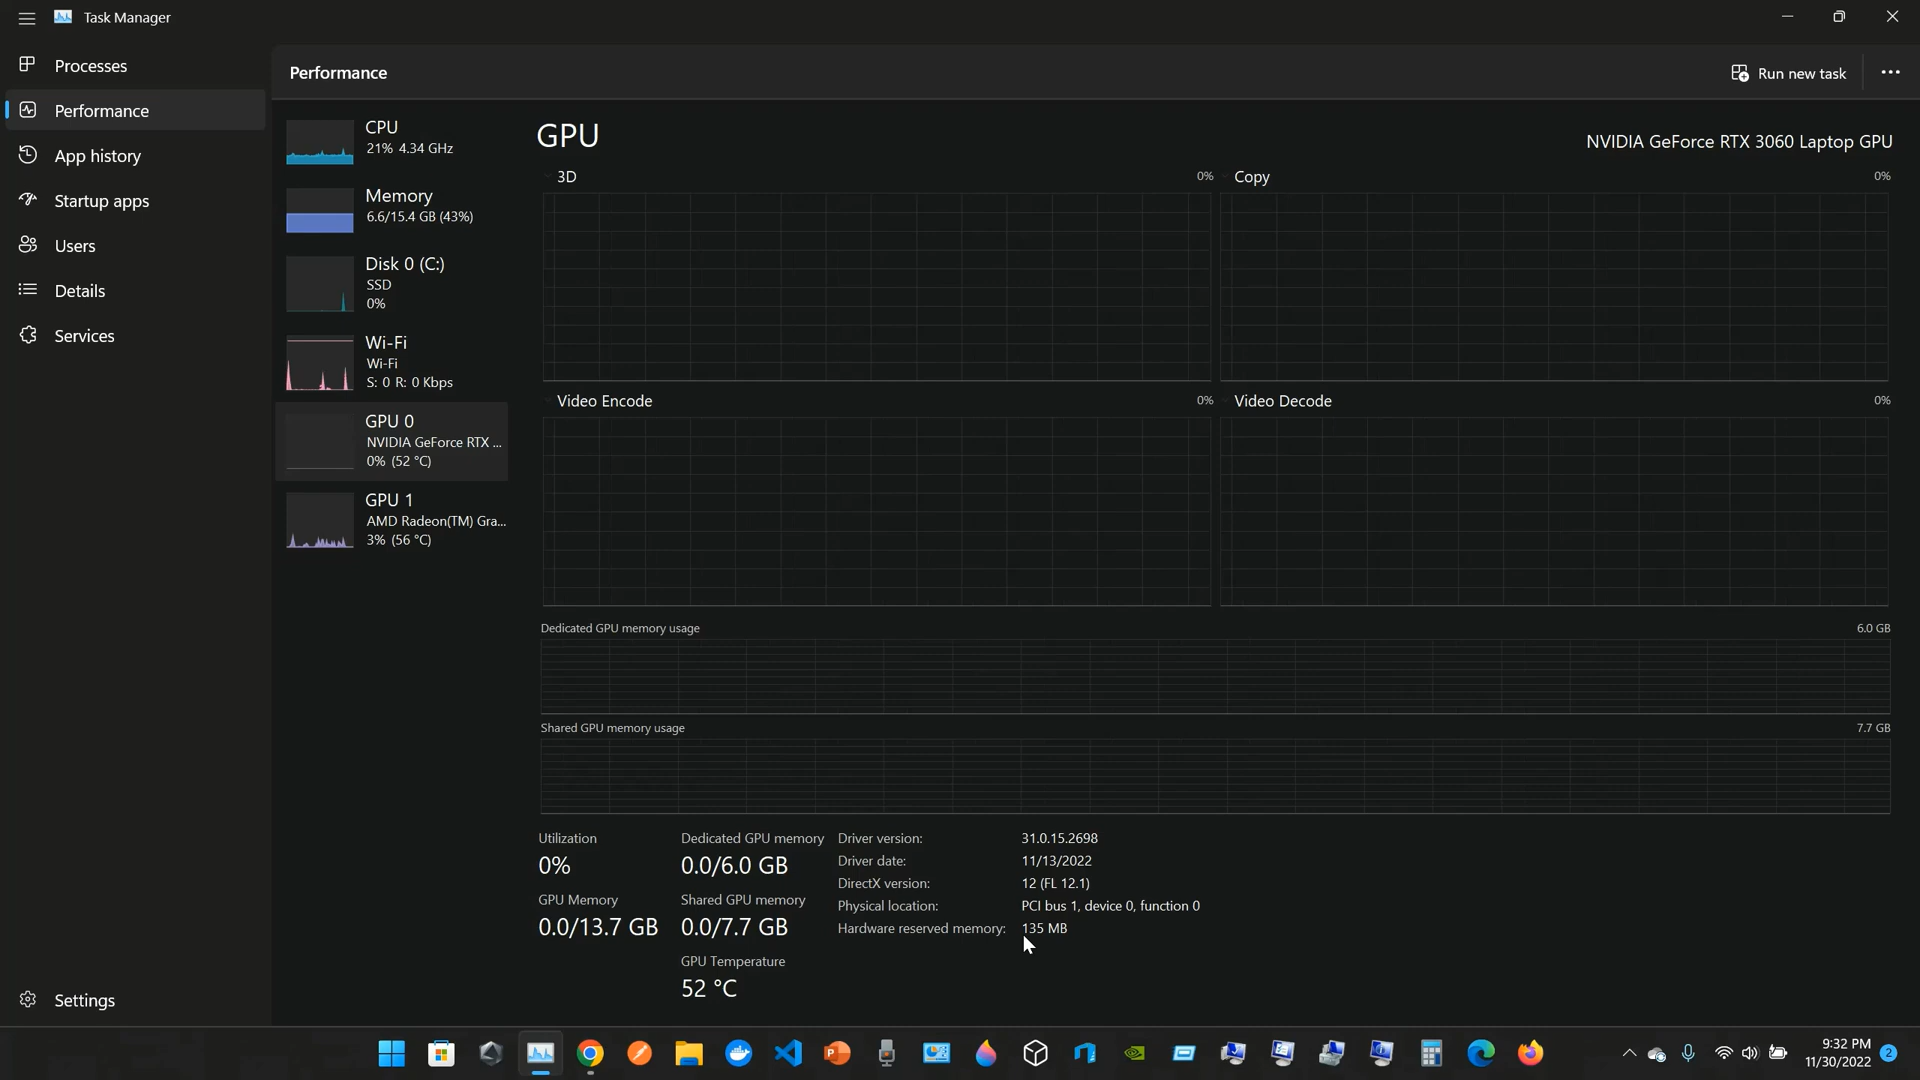 Task Manager
Processes
Performance
App history
Startup apps
Users
Details
Services
Settings
Performance
Run new task
CPU
21% 4.34 GHz
Memory
6.6/15.4 GB (43%)
Disk 0 (C:)
SSD
0%
Wi-Fi
Wi-Fi
S: 0 R: 0 Kbps
GPU 0
NVIDIA GeForce RTX ...
0% (52 °C)
GPU 1
AMD Radeon(TM) Gra...
3% (56 °C)
GPU
NVIDIA GeForce RTX 3060 Laptop GPU
3D 0%
Copy 0%
Video Encode 0%
Video Decode 0%
Dedicated GPU memory usage 6.0 GB
Shared GPU memory usage 7.7 GB
Utilization
0%
GPU Memory
0.0/13.7 GB
Dedicated GPU memory
0.0/6.0 GB
Shared GPU memory
0.0/7.7 GB
GPU Temperature
52 °C
Driver version: 31.0.15.2698
Driver date: 11/13/2022
DirectX version: 12 (FL 12.1)
Physical location: PCI bus 1, device 0, function 0
Hardware reserved memory: 135 MB
9:32 PM
11/30/2022
2